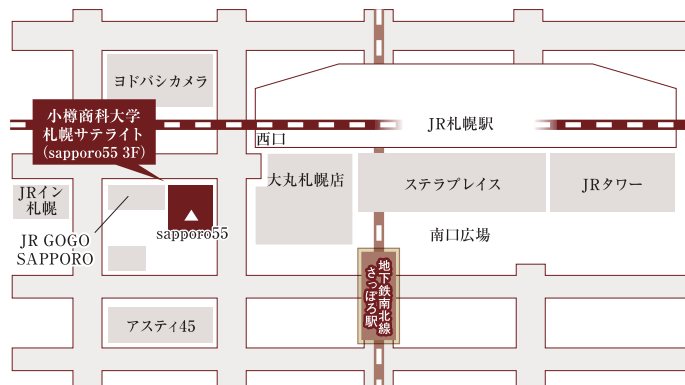 ヨドバシカメラ
小樽商科大学
札幌サテライト
(sapporo55 3F)
JR札幌駅
西口
JRイン
札幌
大丸札幌店
ステラプレイス
JRタワー
sapporo55
JR GOGO
SAPPORO
南口広場
地下鉄南北線
さっぽろ駅
アスティ45